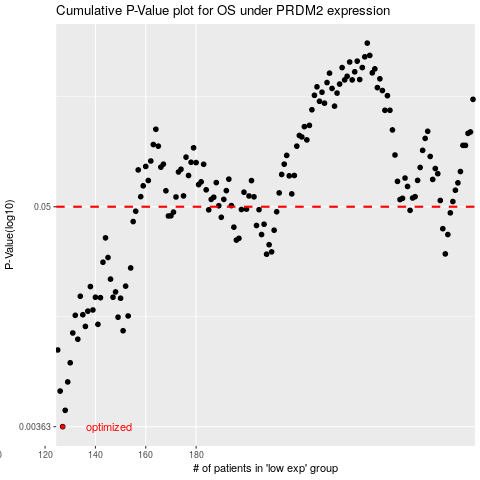 Cumulative P-Value plot for OS under PRDM2 expression
P-Value(log10)
0.05
0.00363
optimized
0
120
140
160
180
# of patients in 'low exp' group